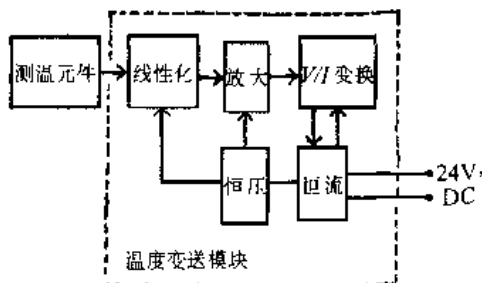 测温元件
线性化
放大
V/I变换
恒压
恒流
24V,
DC
温度变送模块